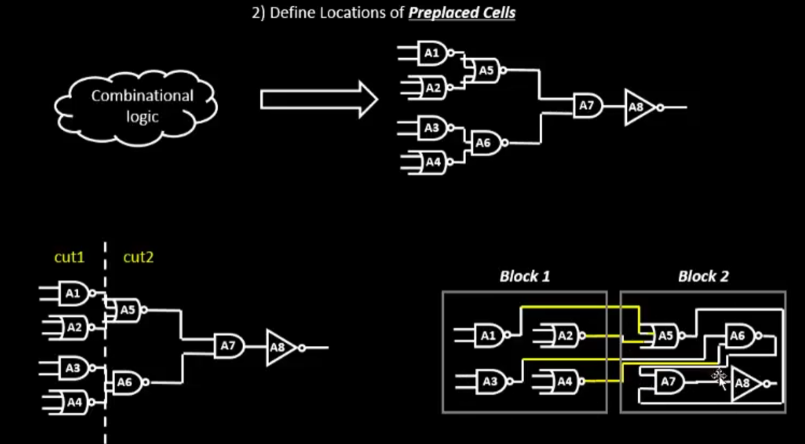 2) Define Locations of Preplaced Cells
Combinational
logic
A1
A2
A3
A4
A5
A6
A7
A8
cut1 cut2
A1
A2
A3
A4
A5
A6
A7
A8
Block 1 Block 2
A1 A2 A5 A6
A3 A4 A7 A8